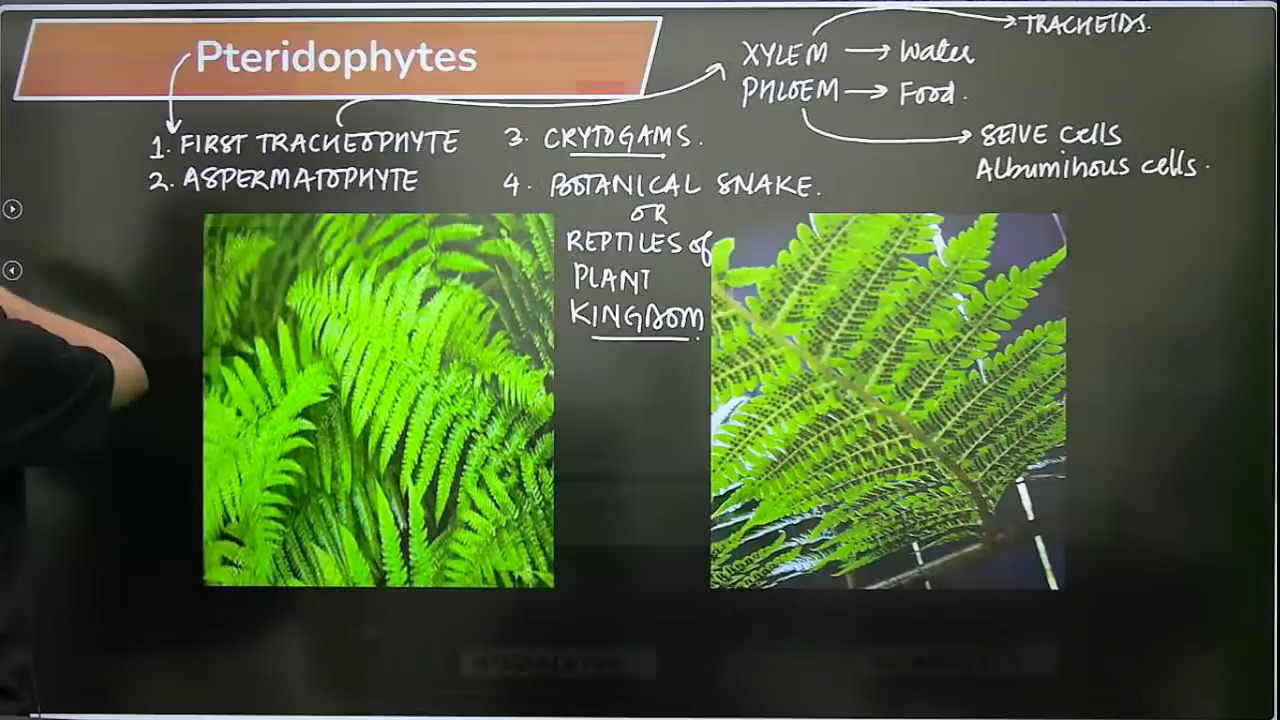 Pteridophytes
XYLEM → Water → TRACHEIDS.
PHLOEM → Food.
1. FIRST TRACHEOPHYTE
2. ASPERMATOPHYTE
3. CRYTOGAMS.
4. BOTANICAL SNAKE.
OR
REPTILES of
PLANT
KINGDOM.
SEIVE cells
Albuminous cells.